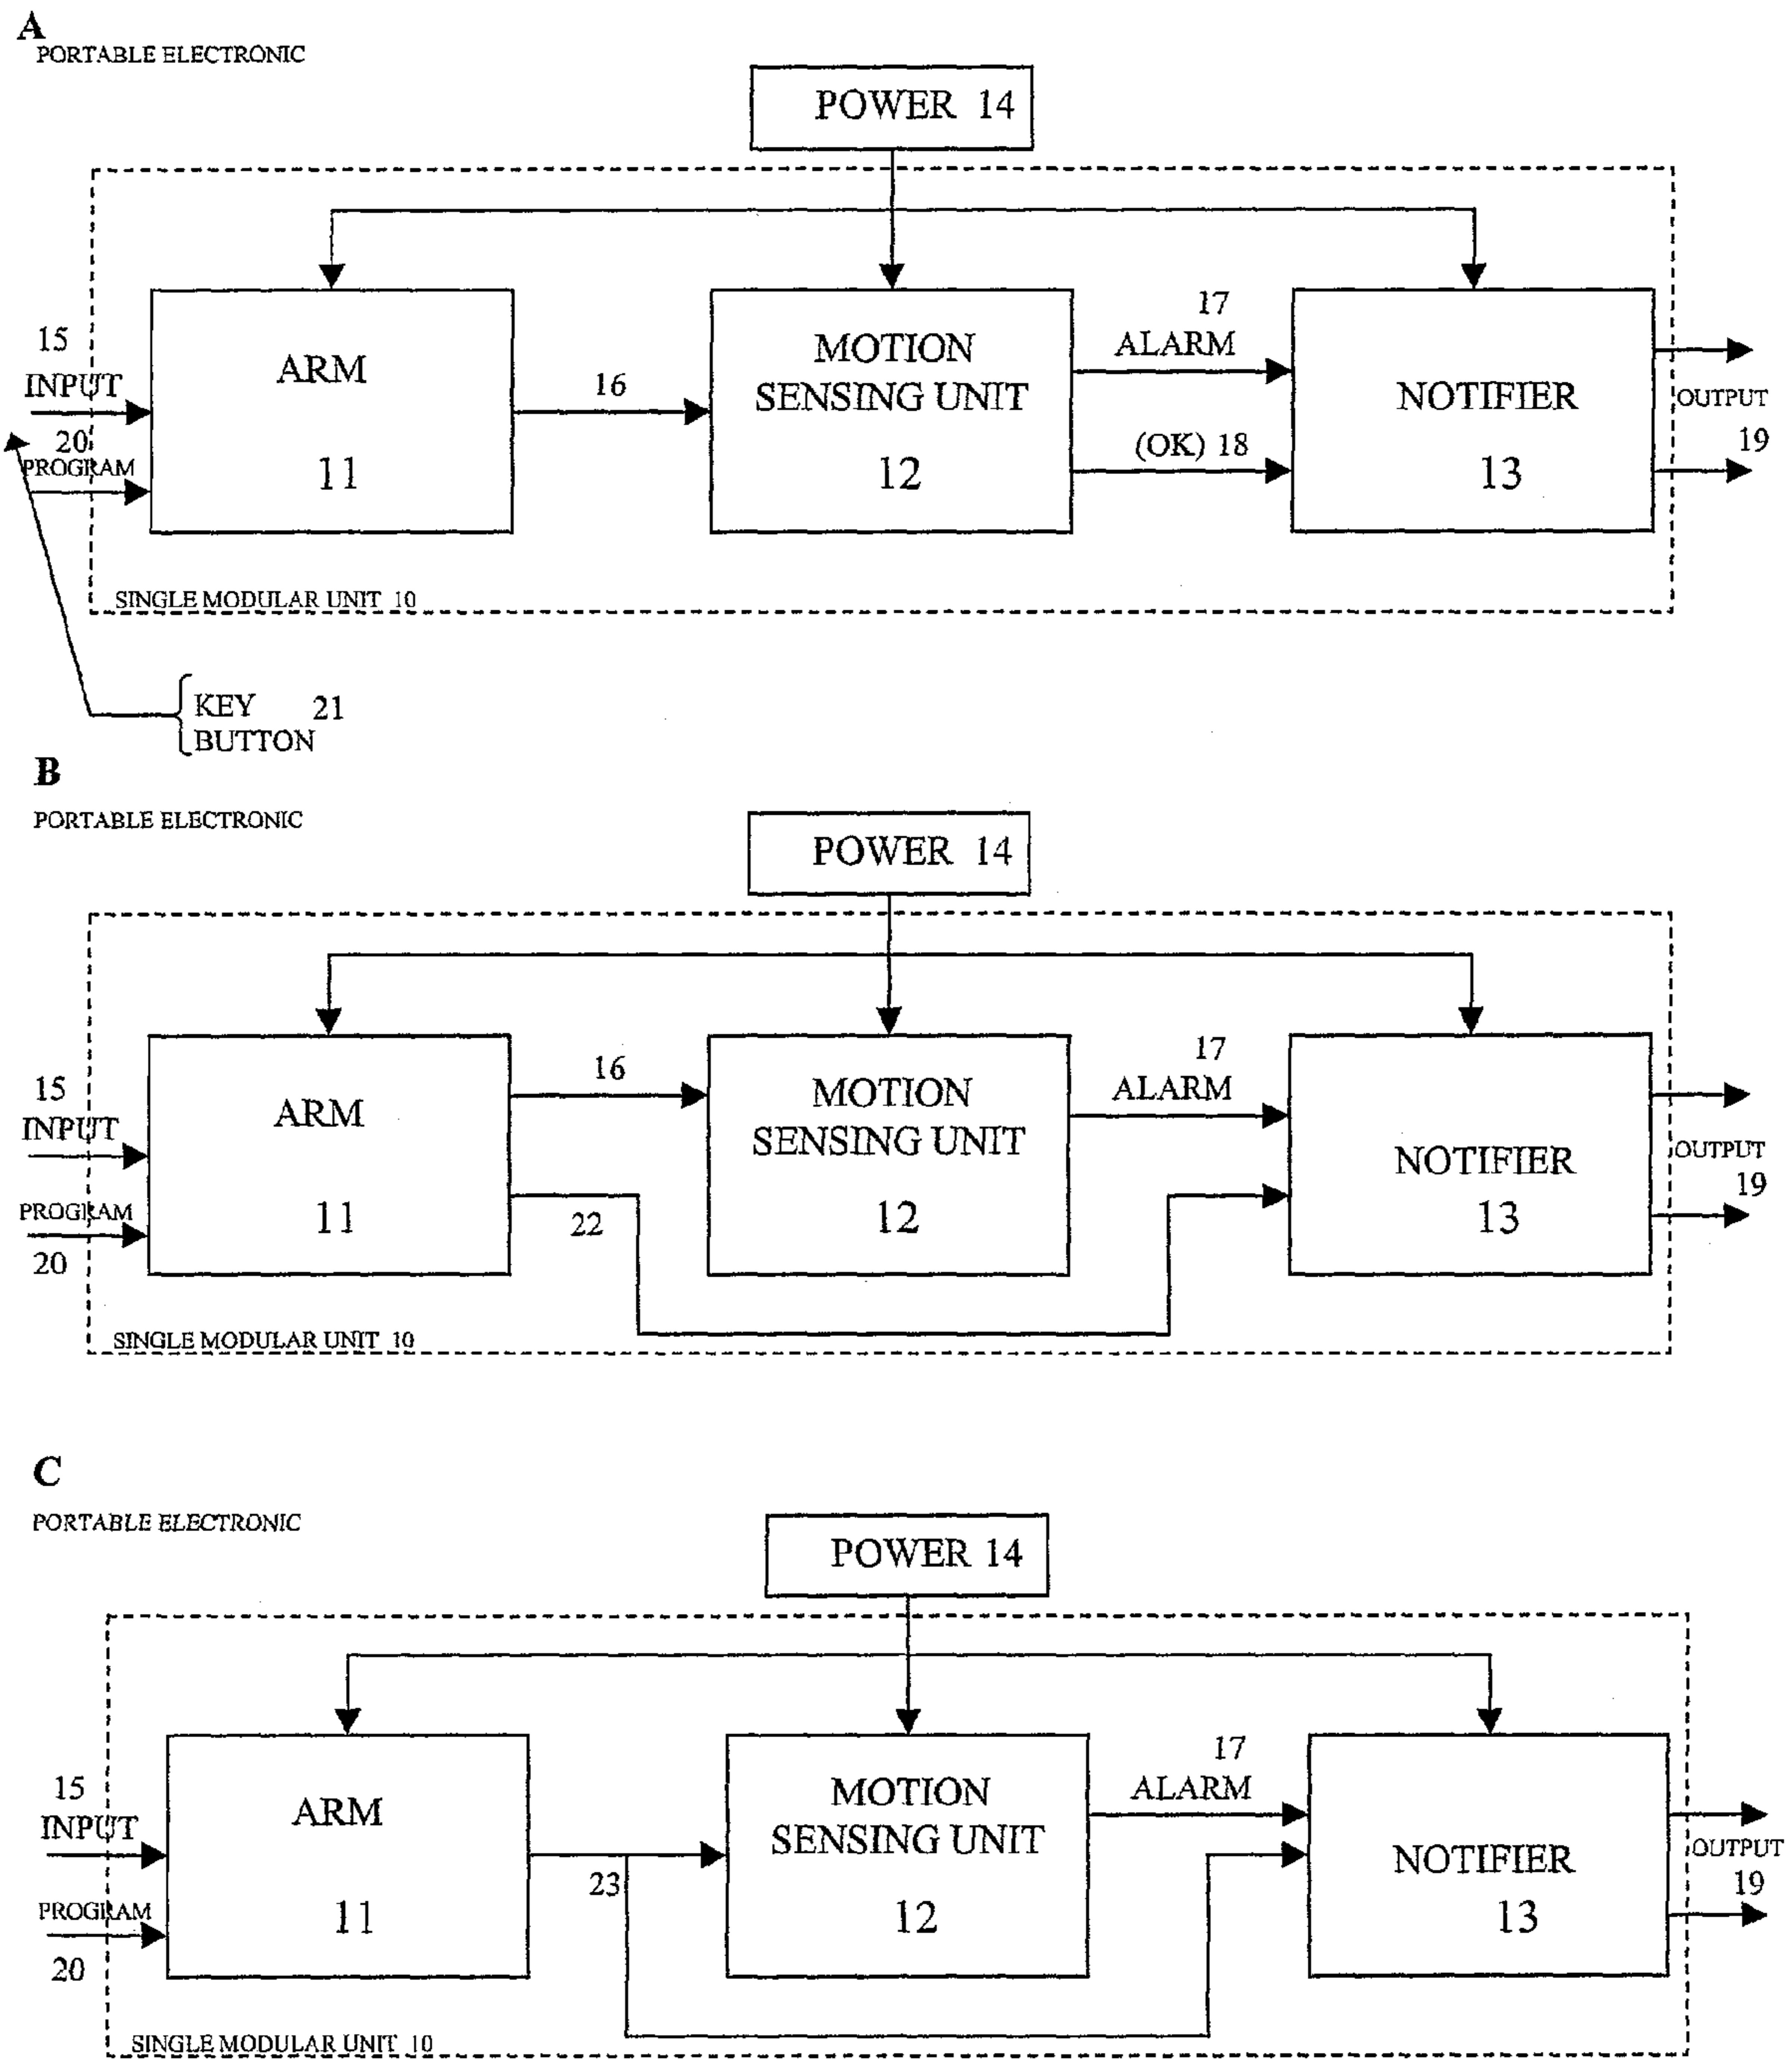 A
PORTABLE ELECTRONIC
POWER 14
15
INPUT
20
PROGRAM
ARM
11
16
MOTION
SENSING UNIT
12
17
ALARM
(OK) 18
NOTIFIER
13
OUTPUT
19
SINGLE MODULAR UNIT 10
KEY 21
BUTTON
B
PORTABLE ELECTRONIC
POWER 14
15
INPUT
PROGRAM
20
ARM
11
16
22
MOTION
SENSING UNIT
12
17
ALARM
NOTIFIER
13
OUTPUT
19
SINGLE MODULAR UNIT 10
C
PORTABLE ELECTRONIC
POWER 14
15
INPUT
PROGRAM
20
ARM
11
23
MOTION
SENSING UNIT
12
17
ALARM
NOTIFIER
13
OUTPUT
19
SINGLE MODULAR UNIT 10